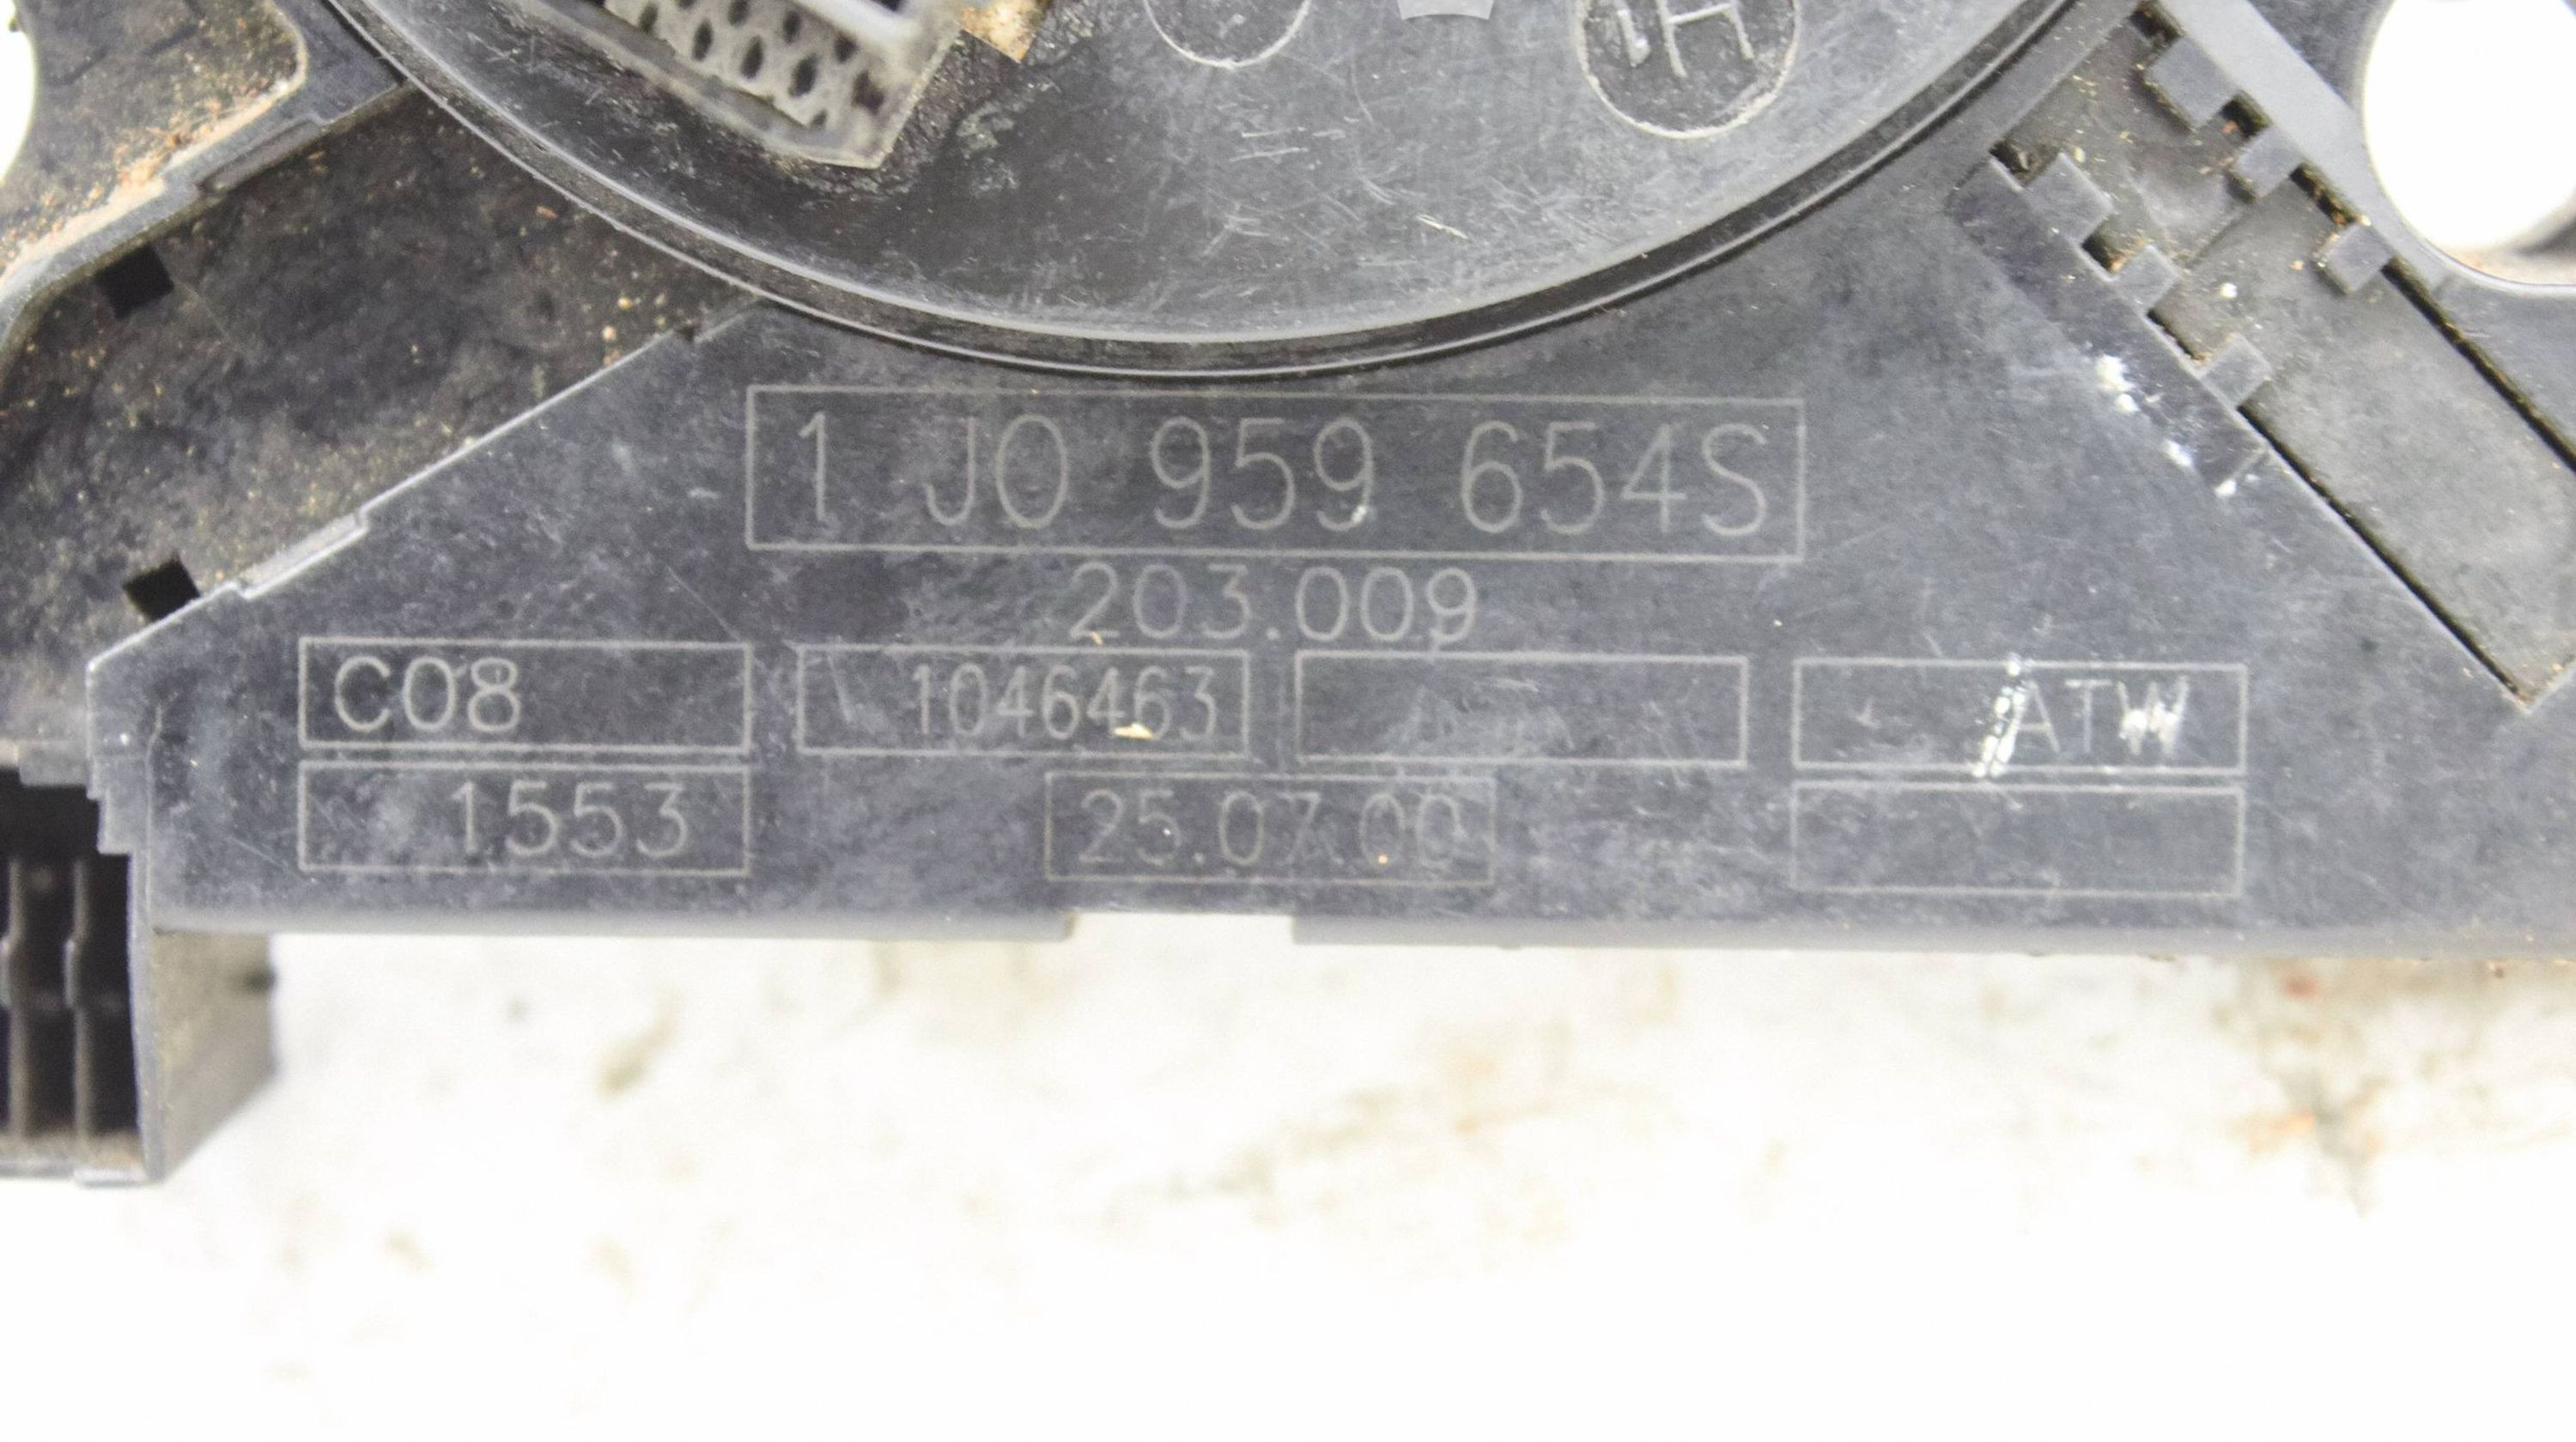 H
1 J0 959 654S
203.009
C08 1046463 ATW
1553 25.07.00